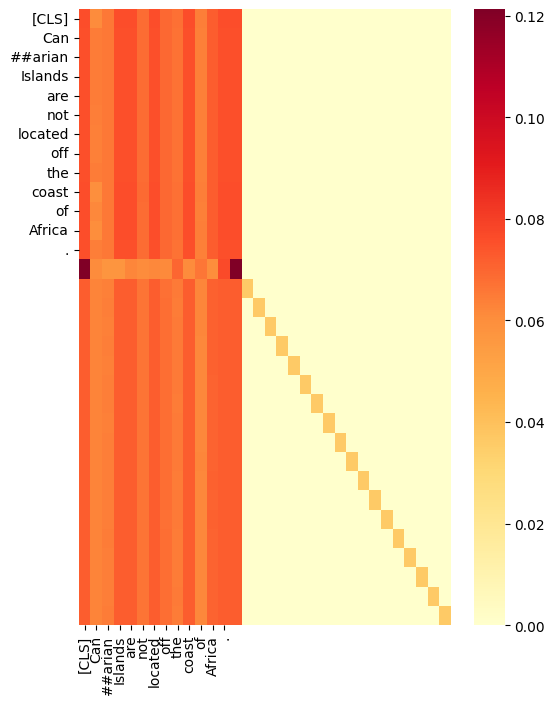 [CLS]
Can
##arian
Islands
are
not
located
off
the
coast
of
Africa
.
0.12
0.10
0.08
0.06
0.04
0.02
0.00
[CLS]
Can
##arian
Islands
are
not
located
off
the
coast
of
Africa
.